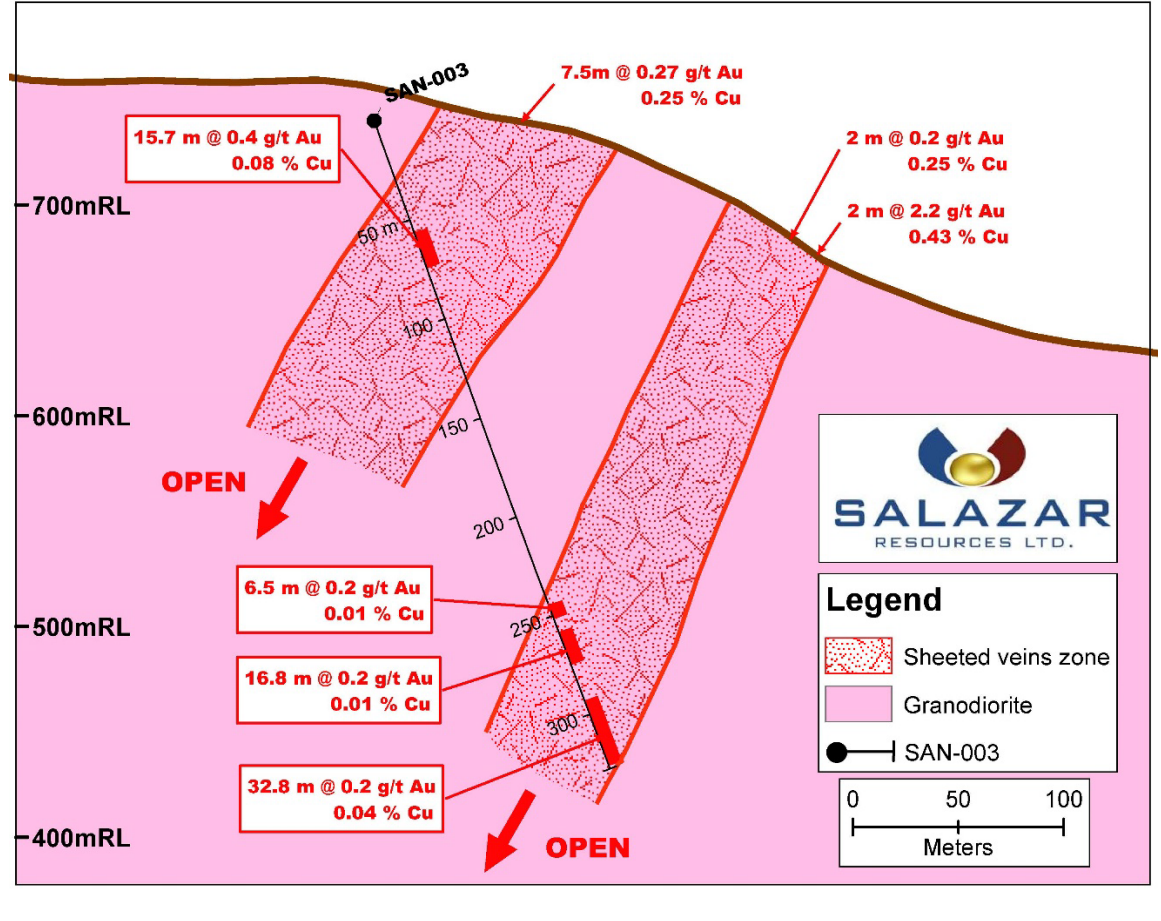 SAN-003
7.5m @ 0.27 g/t Au
0.25 % Cu
15.7 m @ 0.4 g/t Au
0.08 % Cu
2 m @ 0.2 g/t Au
0.25 % Cu
700mRL
2 m @ 2.2 g/t Au
0.43 % Cu
50 m
100
600mRL
150
OPEN
200
SALAZAR
RESOURCES LTD.
6.5 m @ 0.2 g/t Au
0.01 % Cu
500mRL
250
Legend
Sheeted veins zone
Granodiorite
SAN-003
16.8 m @ 0.2 g/t Au
0.01 % Cu
300
32.8 m @ 0.2 g/t Au
0.04 % Cu
400mRL
OPEN
0 50 100
Meters